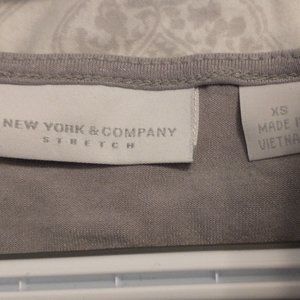 NEW YORK & COMPANY
STRETCH
XS
MADE
VIETNA